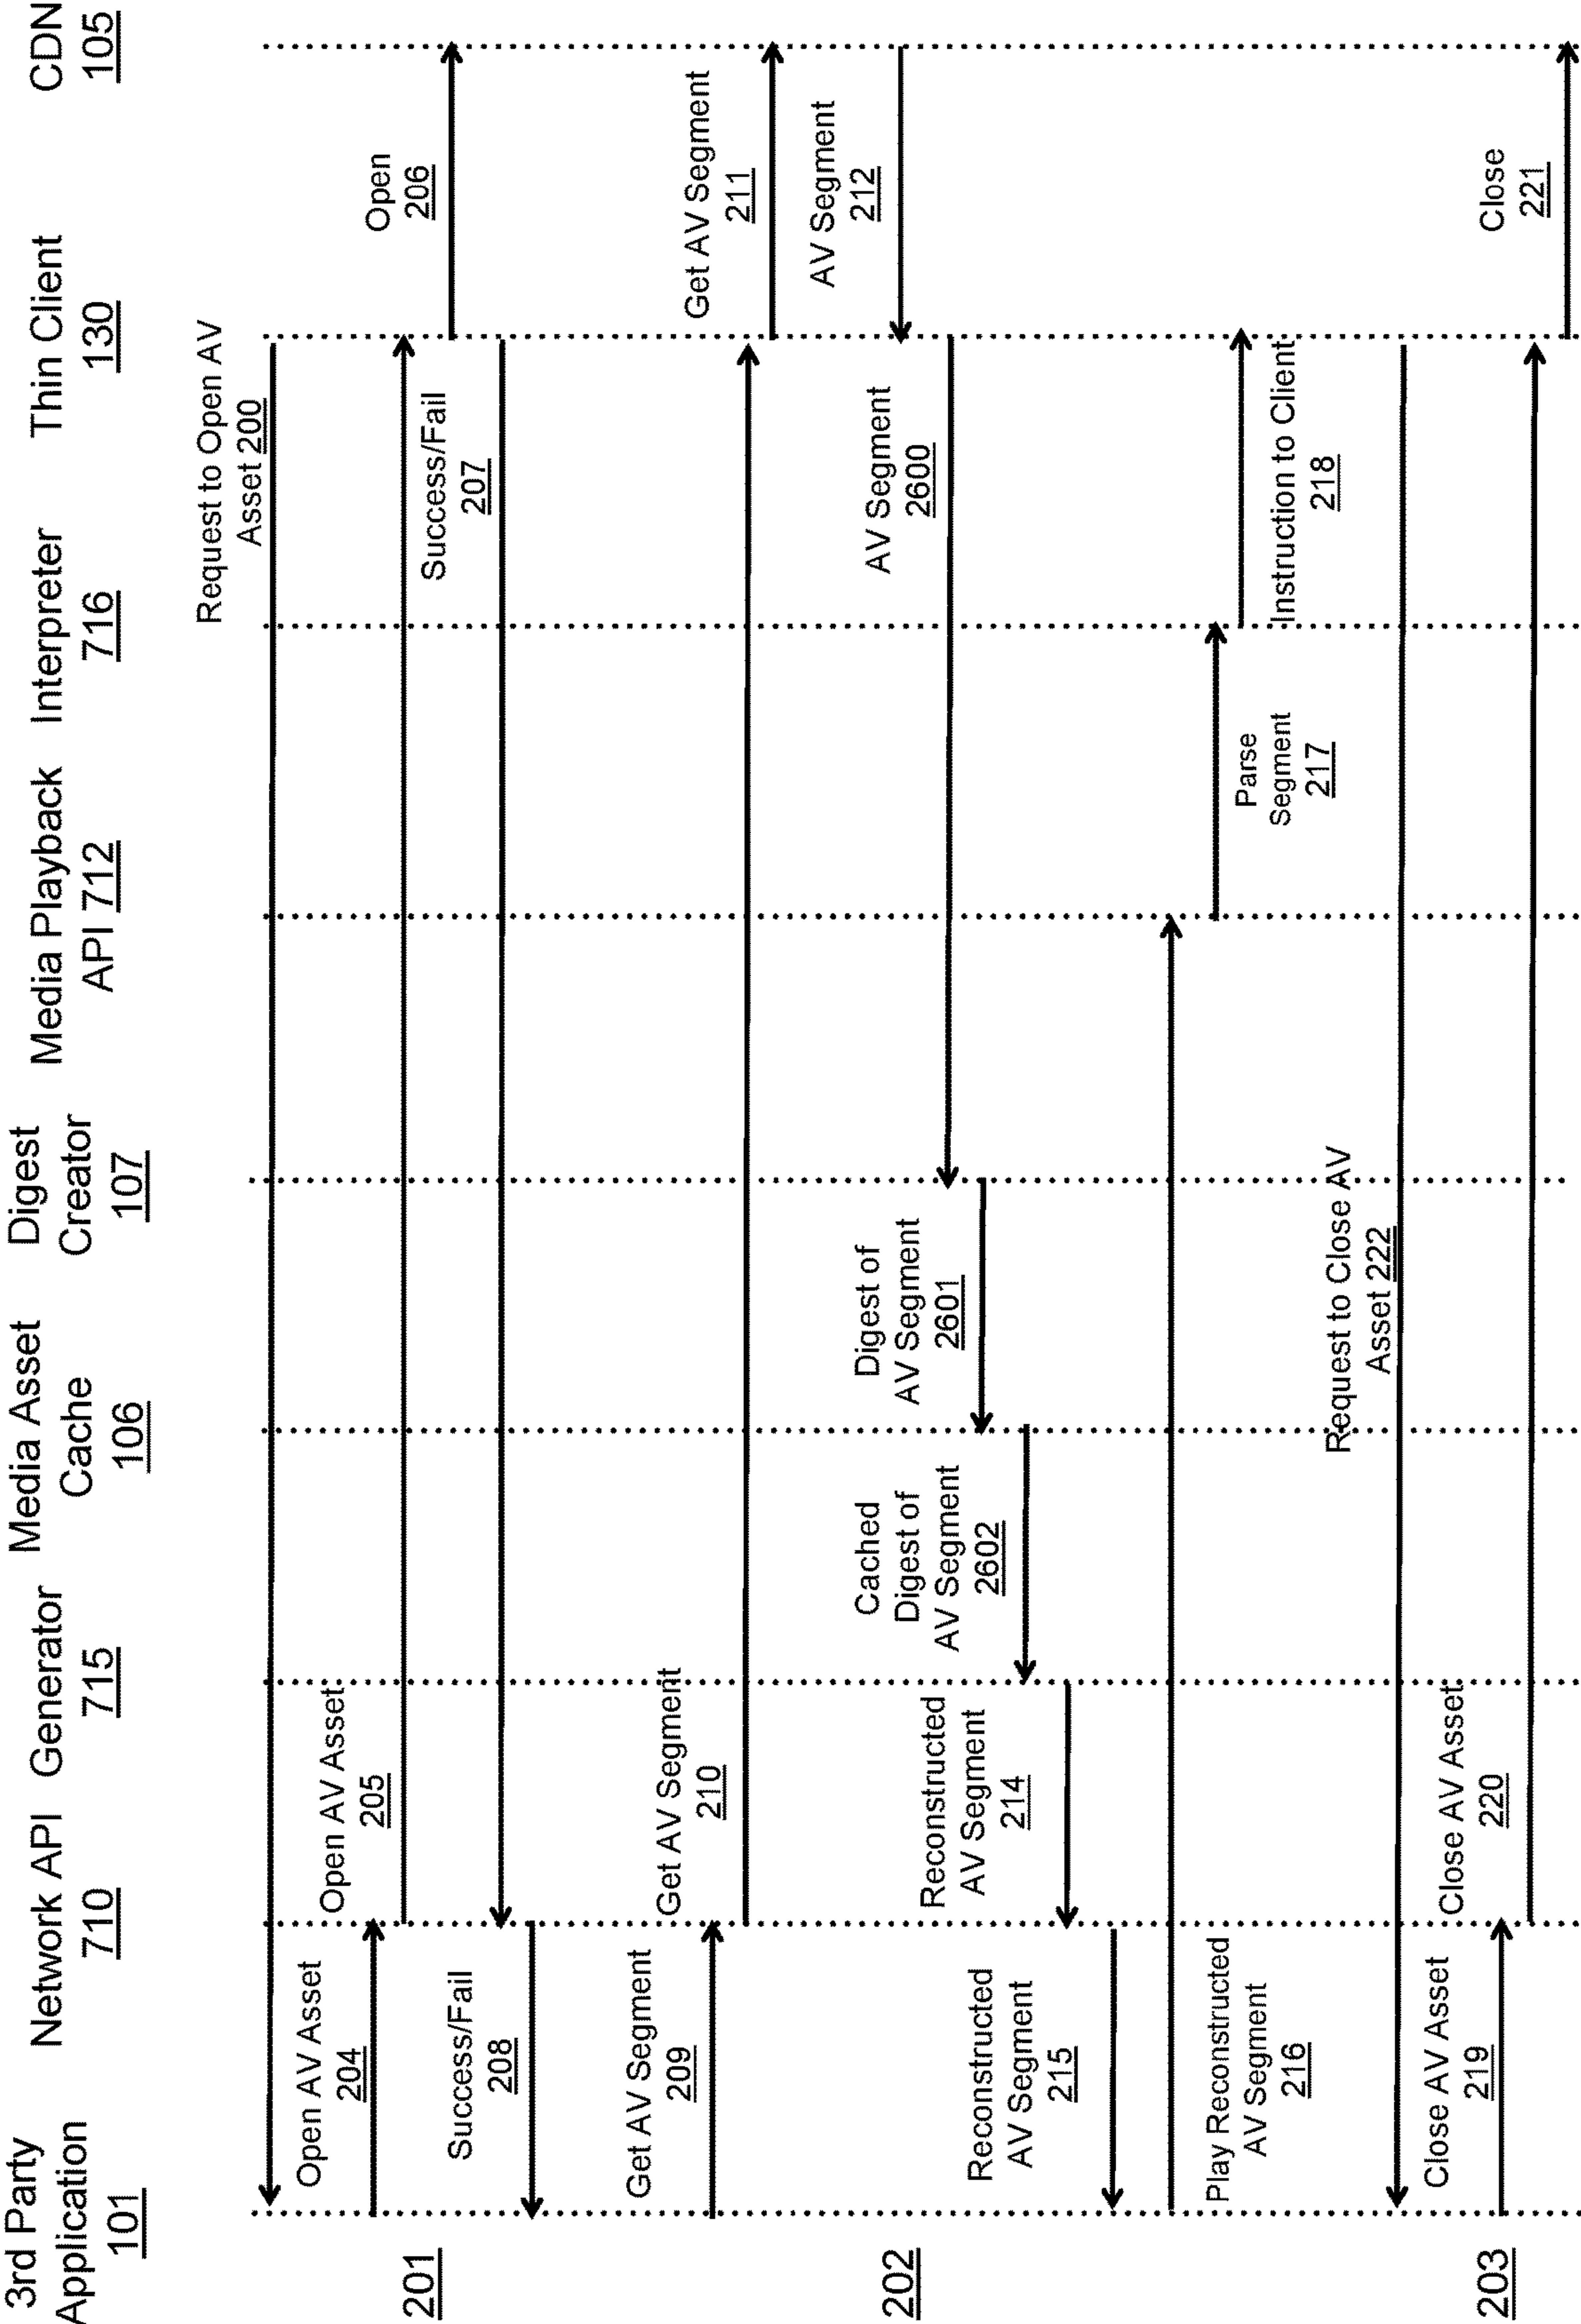 3rd Party
Application
101
Network API
710
Generator
715
Media Asset
Cache
106
Digest
Creator
107
Media Playback
API 712
Interpreter
716
Thin Client
130
CDN
105
201
202
203
Request to Open AV
Asset 200
Open AV Asset
204
Open AV Asset
205
Open
206
Success/Fail
207
Success/Fail
208
Get AV Segment
209
Get AV Segment
210
Get AV Segment
211
AV Segment
212
AV Segment
2600
Digest of
AV Segment
2601
Cached
Digest of
AV Segment
2602
Reconstructed
AV Segment
214
Reconstructed
AV Segment
215
Play Reconstructed
AV Segment
216
Parse
Segment
217
Instruction to Client
218
Request to Close AV
Asset 222
Close AV Asset
219
Close AV Asset
220
Close
221